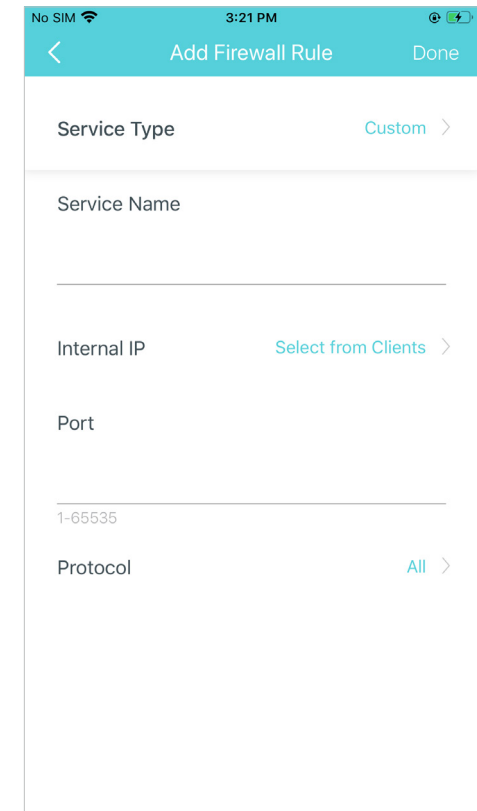 No SIM 3:21 PM
Add Firewall Rule Done
Service Type Custom
Service Name
Internal IP Select from Clients
Port
1-65535
Protocol All